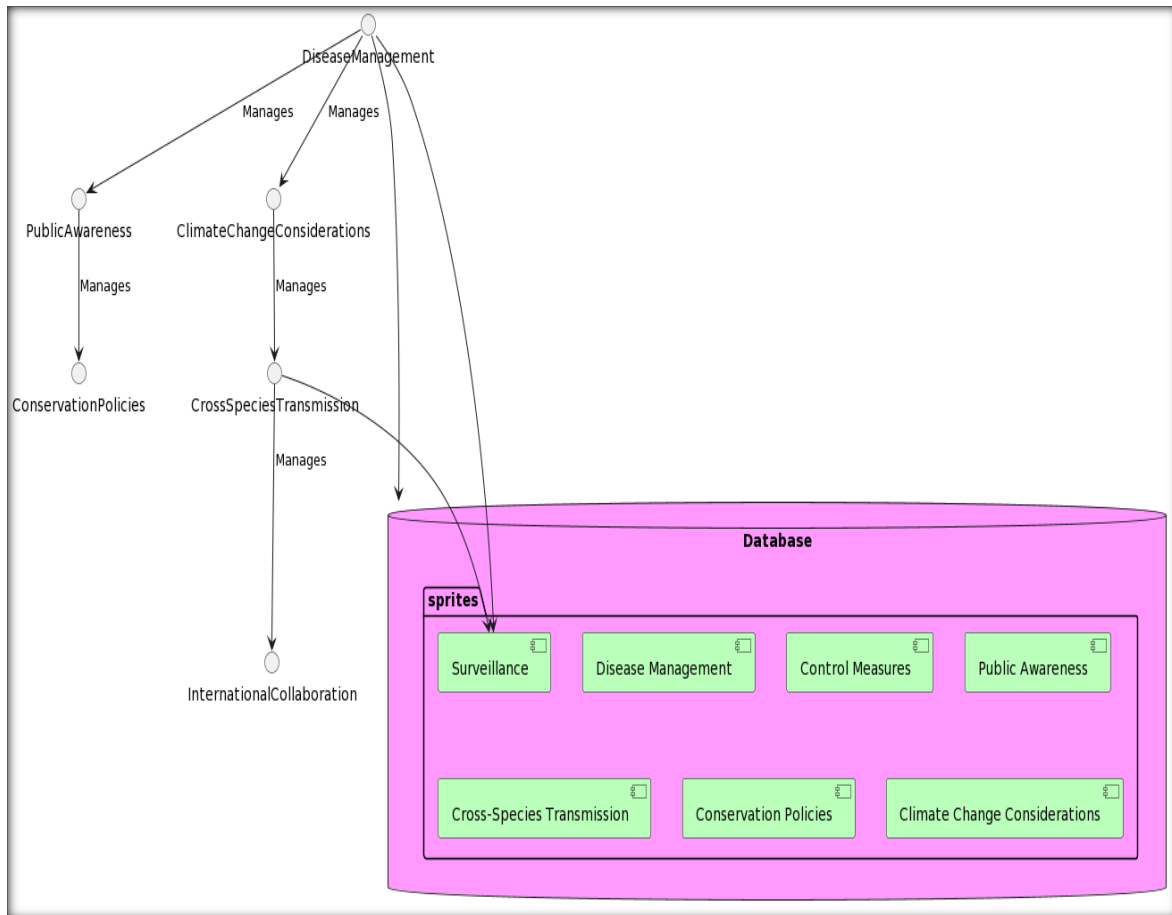 DiseaseManagement
Manages
Manages
PublicAwareness
ClimateChangeConsiderations
Manages
Manages
ConservationPolicies
CrossSpeciesTransmission
Manages
Database
sprites
Surveillance
Disease Management
Control Measures
Public Awareness
InternationalCollaboration
Cross-Species Transmission
Conservation Policies
Climate Change Considerations